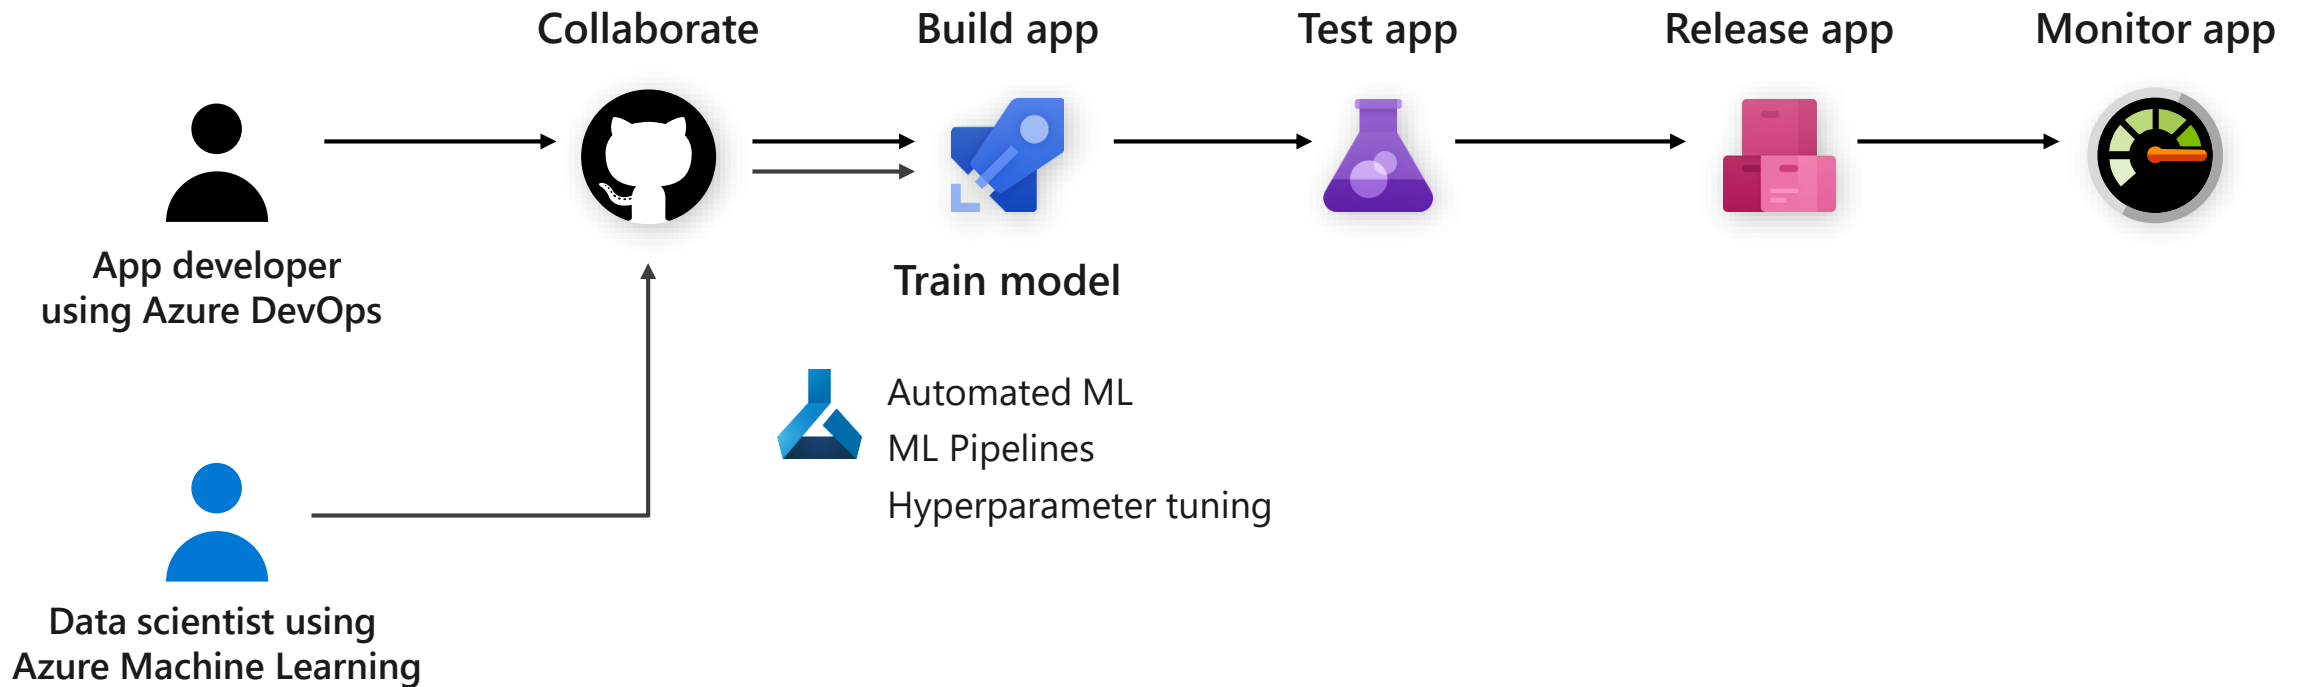 Collaborate
Build app
Test app
Release app
Monitor app
App developer
using Azure DevOps
Train model
Automated ML
ML Pipelines
Hyperparameter tuning
Data scientist using
Azure Machine Learning